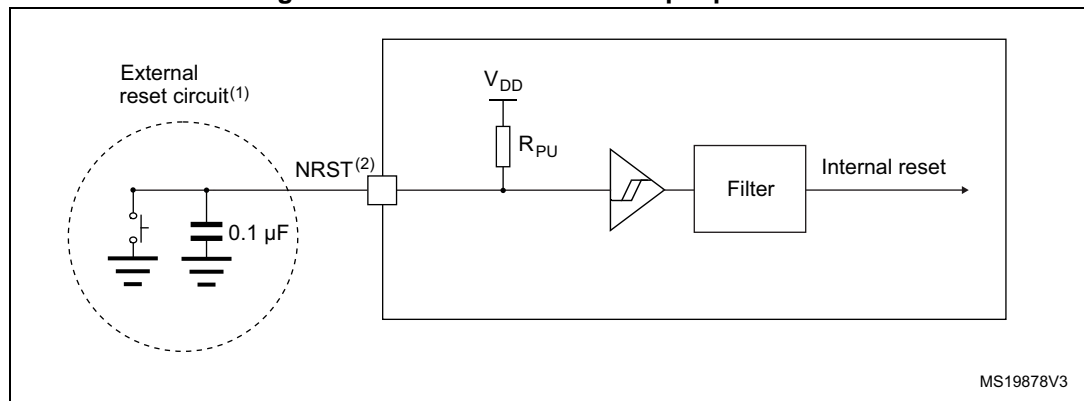 External
reset circuit(1)
VDD
RPU
NRST(2)
0.1 µF
Filter
Internal reset
MS19878V3